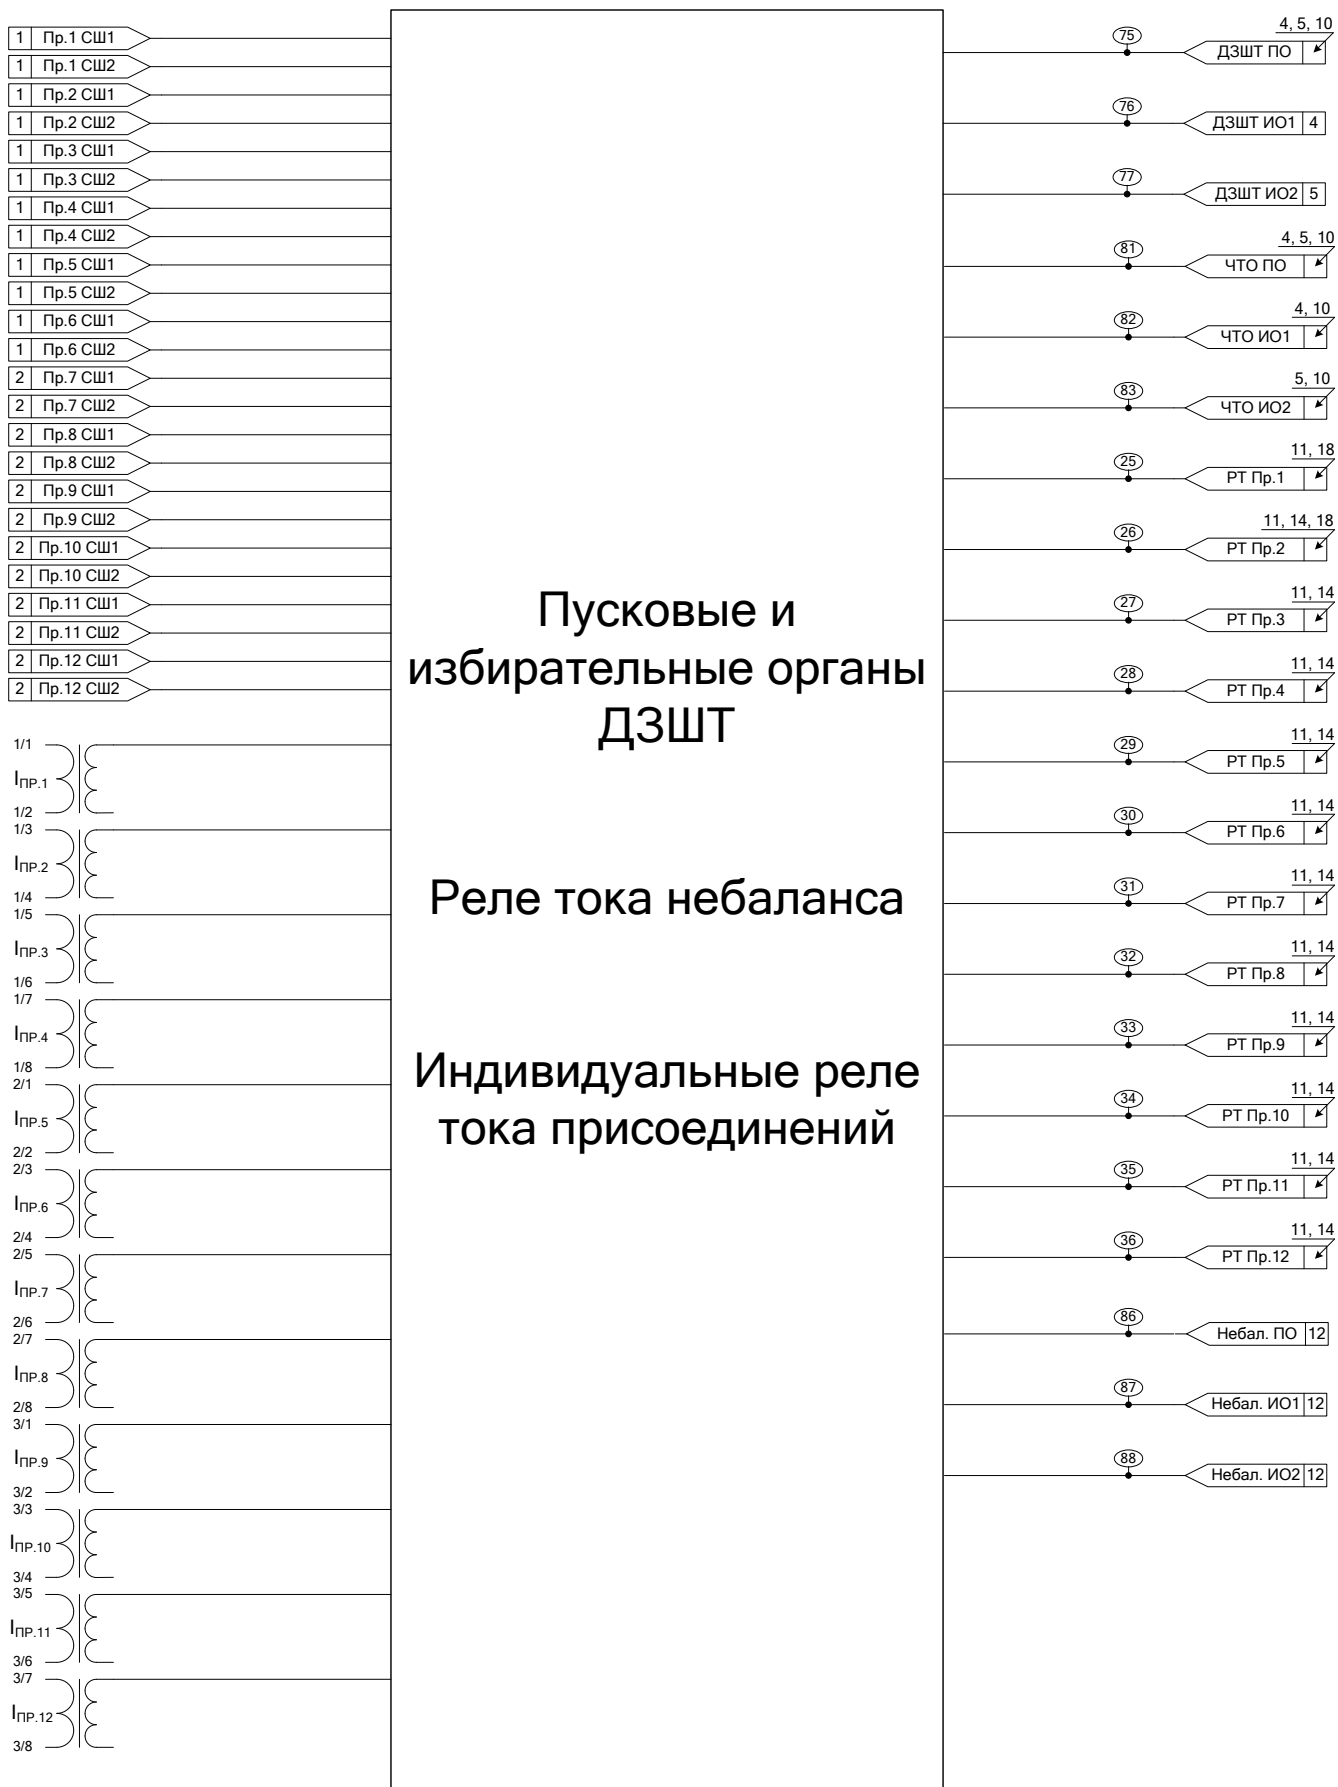 1 Пр.1 СШ1
1 Пр.1 СШ2
1 Пр.2 СШ1
1 Пр.2 СШ2
1 Пр.3 СШ1
1 Пр.3 СШ2
1 Пр.4 СШ1
1 Пр.4 СШ2
1 Пр.5 СШ1
1 Пр.5 СШ2
1 Пр.6 СШ1
1 Пр.6 СШ2
2 Пр.7 СШ1
2 Пр.7 СШ2
2 Пр.8 СШ1
2 Пр.8 СШ2
2 Пр.9 СШ1
2 Пр.9 СШ2
2 Пр.10 СШ1
2 Пр.10 СШ2
2 Пр.11 СШ1
2 Пр.11 СШ2
2 Пр.12 СШ1
2 Пр.12 СШ2
1/1
IПР.1
1/2
1/3
IПР.2
1/4
1/5
IПР.3
1/6
1/7
IПР.4
1/8
2/1
IПР.5
2/2
2/3
IПР.6
2/4
2/5
IПР.7
2/6
2/7
IПР.8
2/8
3/1
IПР.9
3/2
3/3
IПР.10
3/4
3/5
IПР.11
3/6
3/7
IПР.12
3/8
Пусковые и
избирательные органы
ДЗШТ
Реле тока небаланса
Индивидуальные реле
тока присоединений
4, 5, 10
75 ДЗШТ ПО
76 ДЗШТ ИО1 4
77 ДЗШТ ИО2 5
4, 5, 10
81 ЧТО ПО
4, 10
82 ЧТО ИО1
5, 10
83 ЧТО ИО2
11, 18
25 РТ Пр.1
11, 14, 18
26 РТ Пр.2
11, 14
27 РТ Пр.3
11, 14
28 РТ Пр.4
11, 14
29 РТ Пр.5
11, 14
30 РТ Пр.6
11, 14
31 РТ Пр.7
11, 14
32 РТ Пр.8
11, 14
33 РТ Пр.9
11, 14
34 РТ Пр.10
11, 14
35 РТ Пр.11
11, 14
36 РТ Пр.12
86 Небал. ПО 12
87 Небал. ИО1 12
88 Небал. ИО2 12